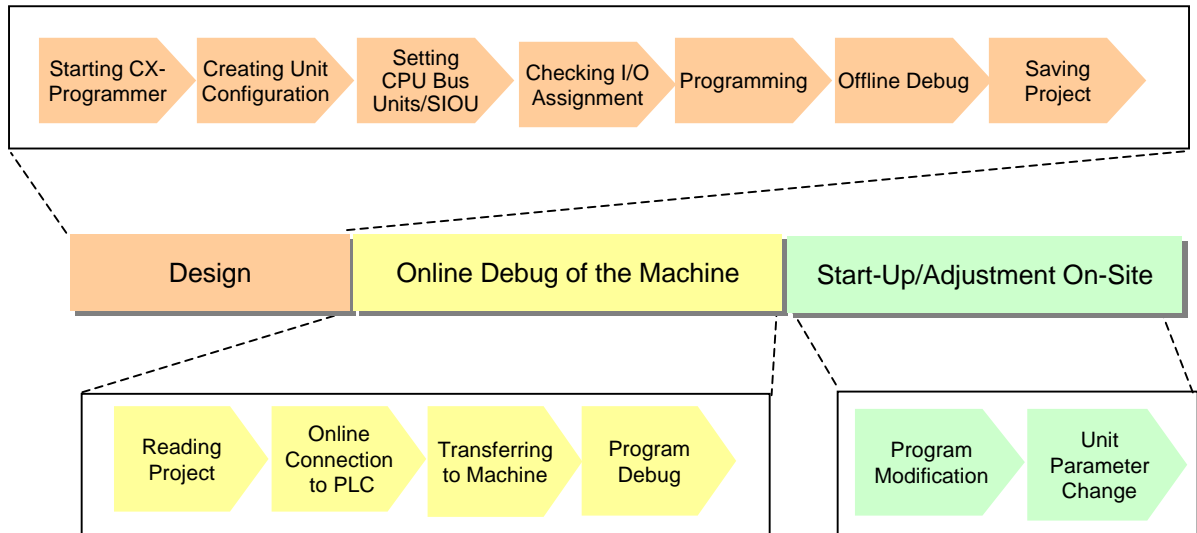 Starting CX-
Programmer
Creating Unit
Configuration
Setting
CPU Bus
Units/SIOU
Checking I/O
Assignment
Programming
Offline Debug
Saving
Project
Design
Online Debug of the Machine
Start-Up/Adjustment On-Site
Reading
Project
Online
Connection
to PLC
Transferring
to Machine
Program
Debug
Program
Modification
Unit
Parameter
Change